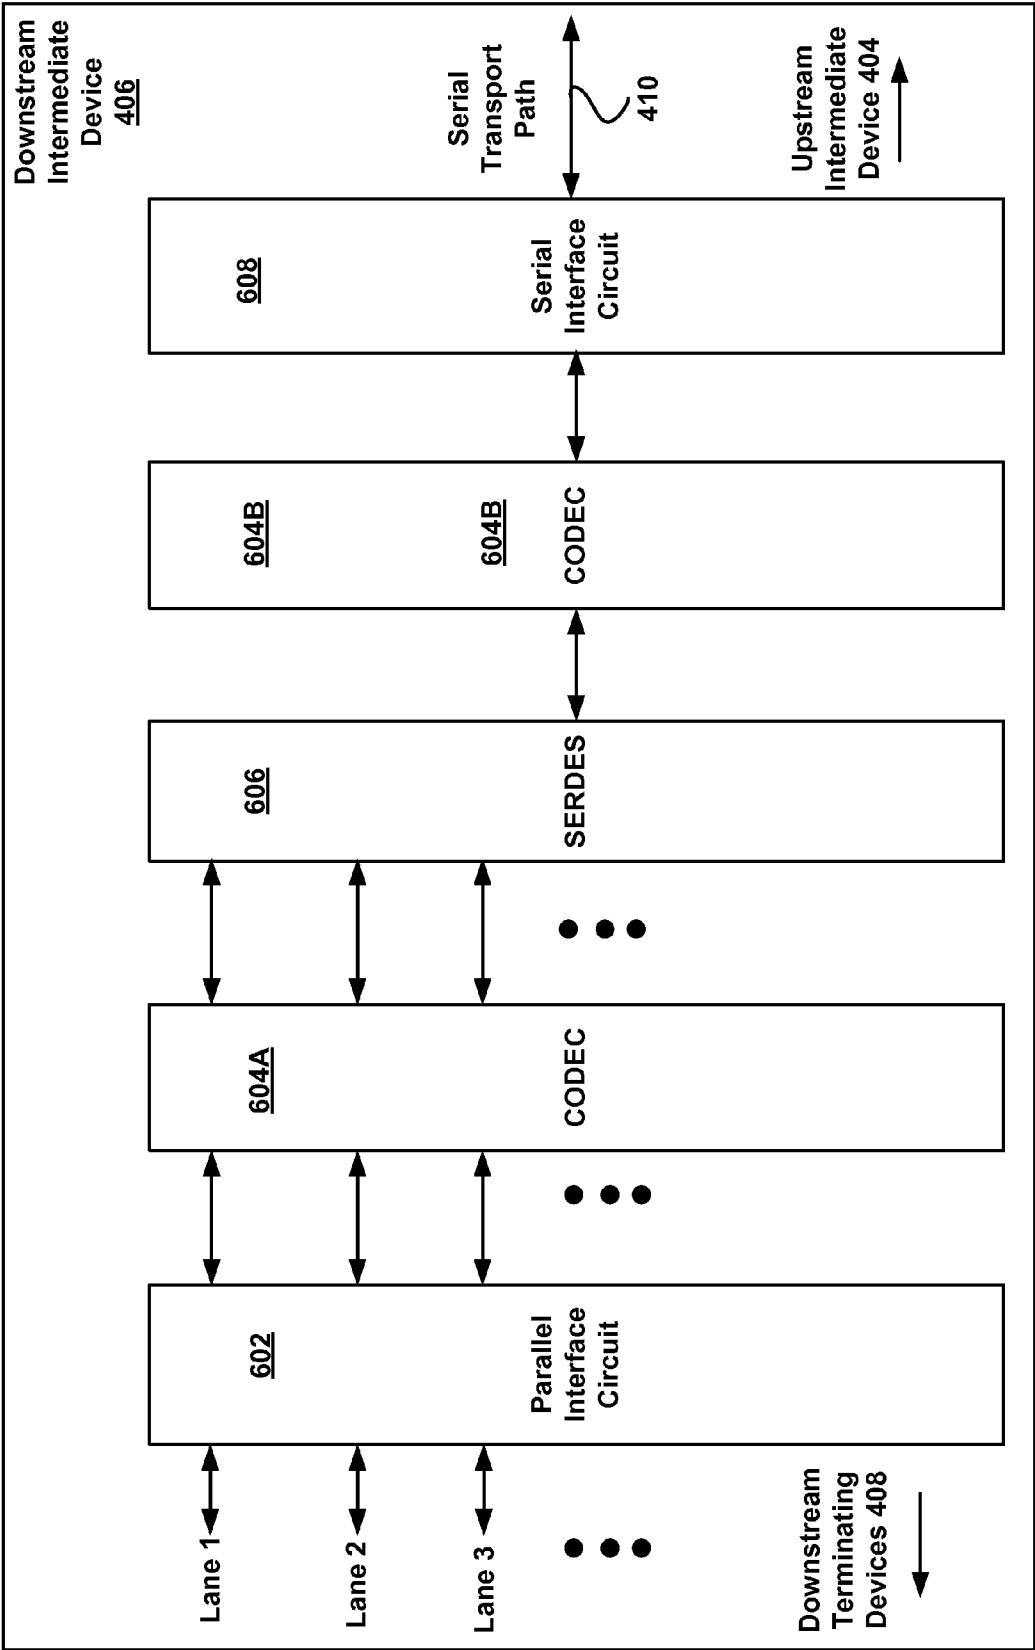 Downstream
Intermediate
Device
406
Lane 1
Lane 2
Lane 3
602
Parallel
Interface
Circuit
604A
CODEC
606
SERDES
604B
604B
CODEC
608
Serial
Interface
Circuit
Serial
Transport
Path
410
Downstream
Terminating
Devices 408
Upstream
Intermediate
Device 404